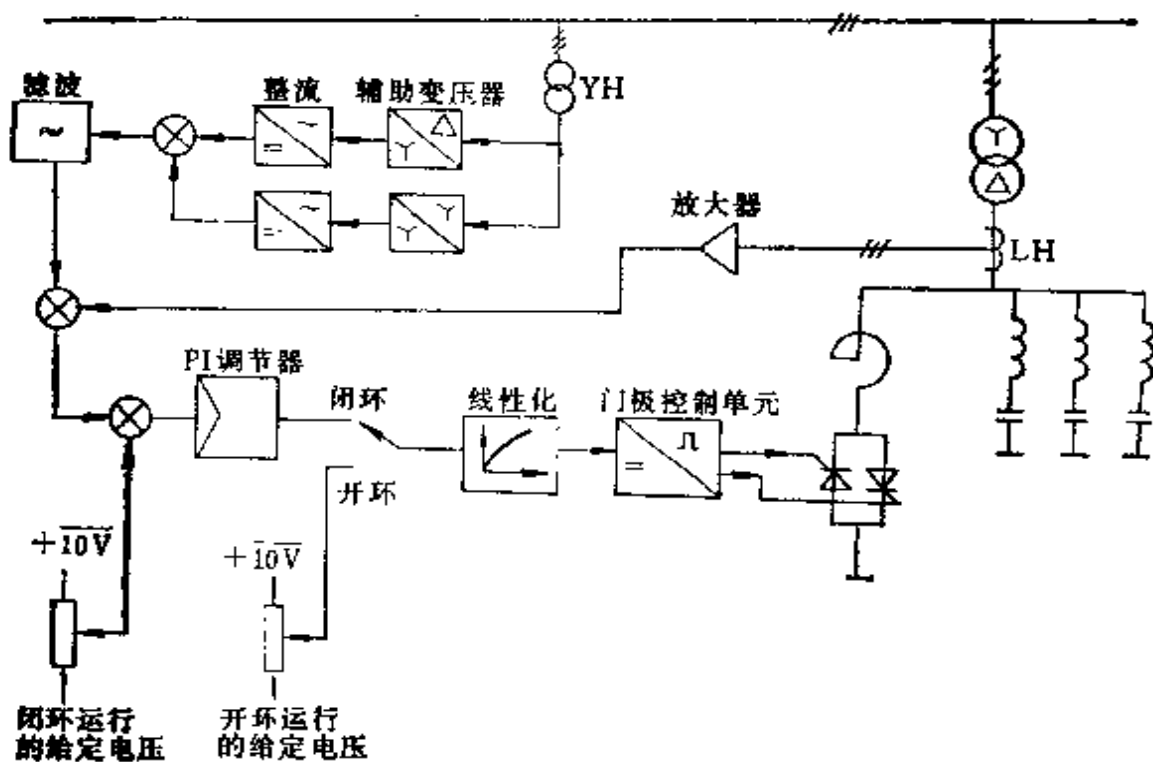 滤波
整流
辅助变压器
YH
放大器
LH
PI调节器
闭环
线性化
门极控制单元
开环
+10V
+10V
闭环运行
的给定电压
开环运行
的给定电压